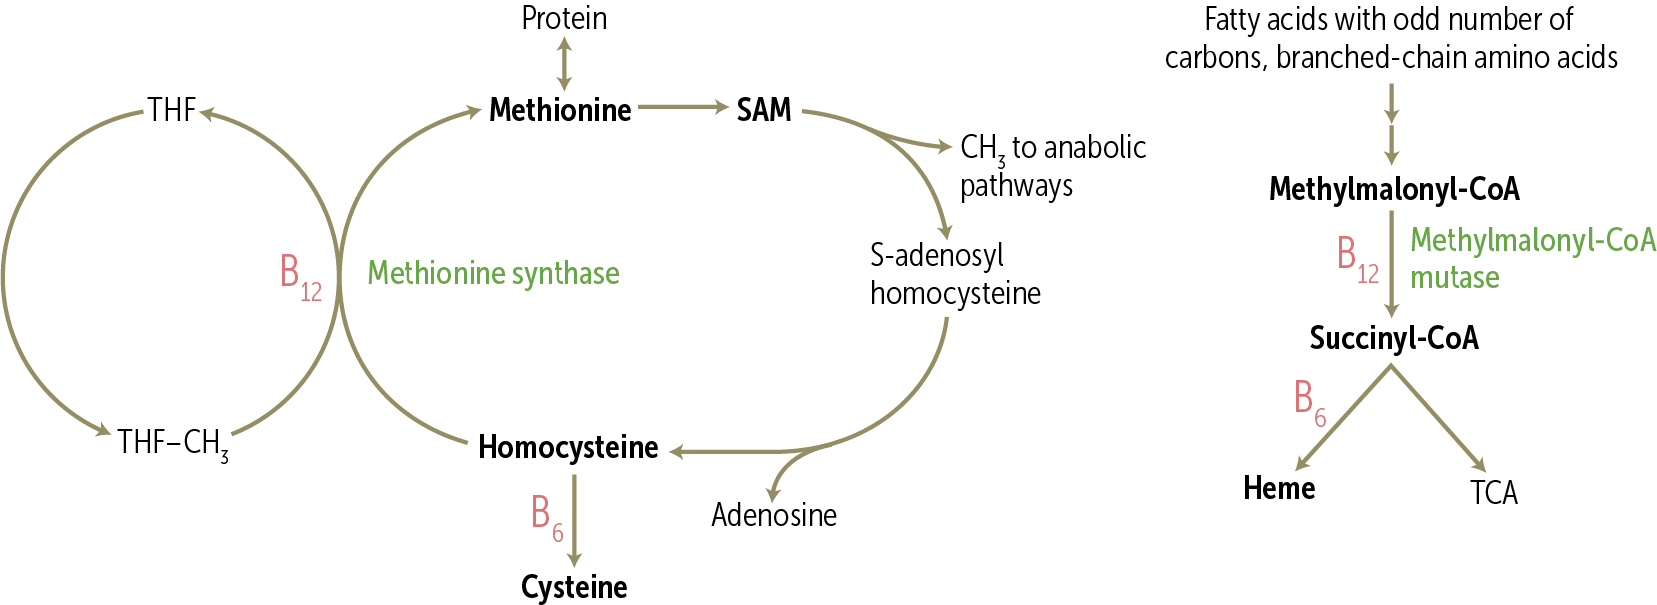 Protein
THF
Methionine
SAM
CH3 to anabolic
pathways
B12
Methionine synthase
S-adenosyl
homocysteine
THF–CH3
Homocysteine
B6
Adenosine
Cysteine
Fatty acids with odd number of
carbons, branched-chain amino acids
Methylmalonyl-CoA
B12
Methylmalonyl-CoA
mutase
Succinyl-CoA
B6
Heme
TCA